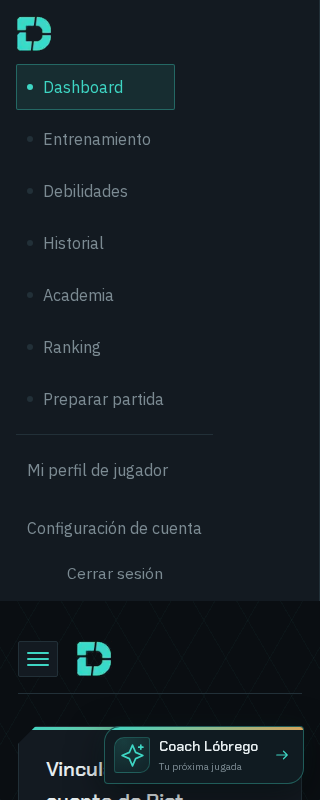 Dashboard
Entrenamiento
Debilidades
Historial
Academia
Ranking
Preparar partida
Mi perfil de jugador
Configuración de cuenta
Cerrar sesión
Coach Lóbrego
Tu próxima jugada
Vincul